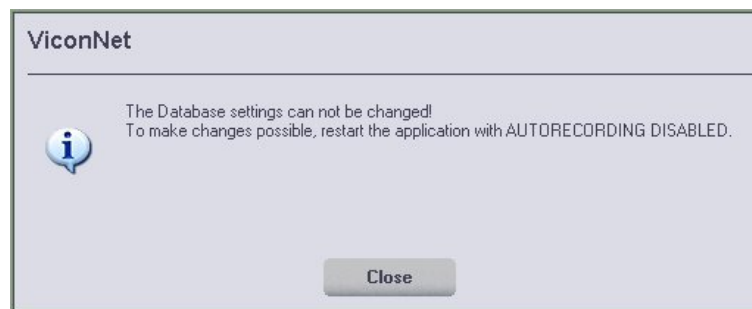 ViconNet
The Database settings can not be changed!
To make changes possible, restart the application with AUTORECORDING DISABLED.
Close